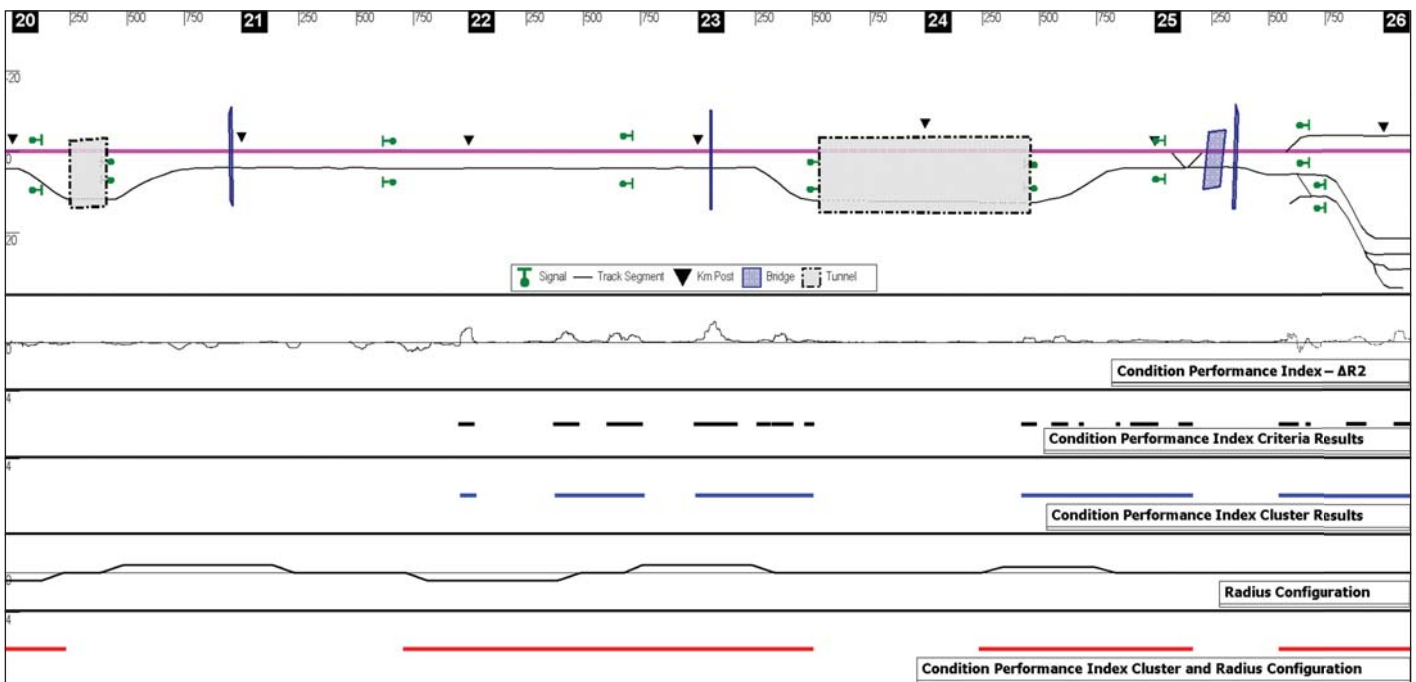 20 250 500 750 21 250 500 750 22 250 500 750 23 250 500 750 24 250 500 750 25 250 500 750 26
20
0
20
Signal Track Segment Km Post Bridge Tunnel
0
Condition Performance Index – ΔR2
4
Condition Performance Index Criteria Results
4
Condition Performance Index Cluster Results
0
Radius Configuration
4
Condition Performance Index Cluster and Radius Configuration